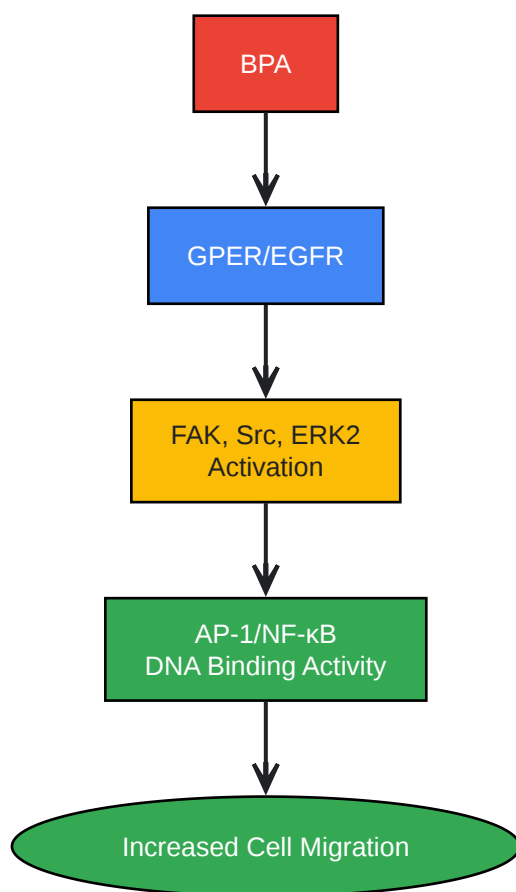 BPA
GPER/EGFR
FAK, Src, ERK2
Activation
AP-1/NF-κB
DNA Binding Activity
Increased Cell Migration